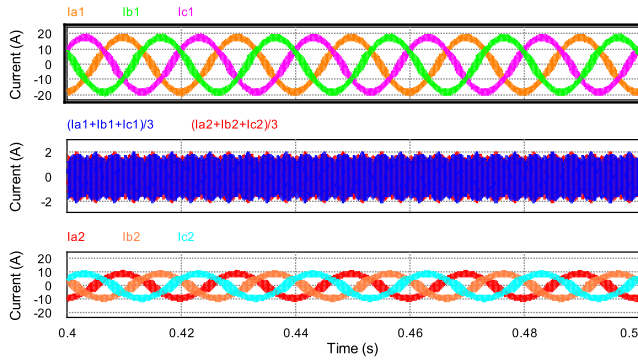 Ia1 Ib1 Ic1
Current (A)
20
10
0
-10
-20
(Ia1+Ib1+Ic1)/3 (Ia2+Ib2+Ic2)/3
Current (A)
2
0
-2
Ia2 Ib2 Ic2
Current (A)
20
10
0
-10
-20
0.4 0.42 0.44 0.46 0.48 0.5
Time (s)